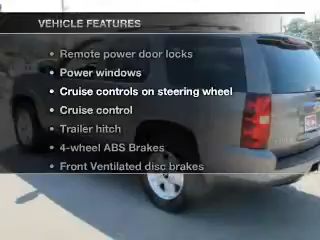 VEHICLE FEATURES
• Remote power door locks
• Power windows
• Cruise controls on steering wheel
• Cruise control
• Trailer hitch
• 4-wheel ABS Brakes
• Front Ventilated disc brakes